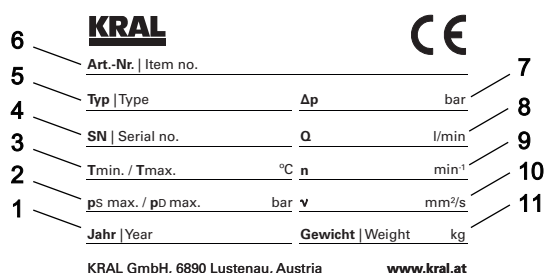 KRAL CE
6 Art.-Nr. | Item no.
5 Typ | Type Δp bar 7
4 SN | Serial no. Q l/min 8
3 Tmin. / Tmax. ºC n min-1 9
2 pS max. / pD max. bar ν mm²/s 10
1 Jahr | Year Gewicht | Weight kg 11
KRAL GmbH, 6890 Lustenau, Austria www.kral.at